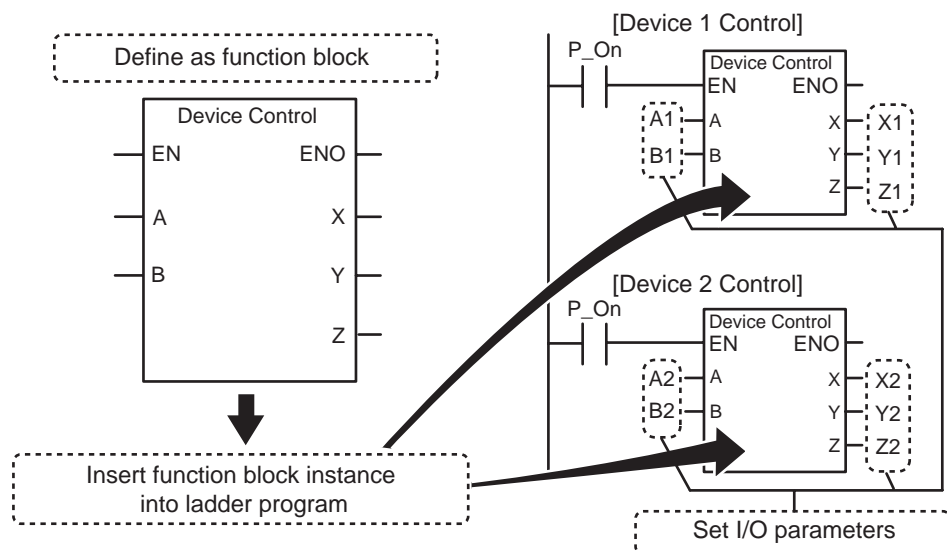 Define as function block
Device Control
EN ENO
A X
B Y
Z
Insert function block instance
into ladder program
[Device 1 Control]
P_On
Device Control
EN ENO
A1 A X X1
B1 B Y Y1
Z Z1
[Device 2 Control]
P_On
Device Control
EN ENO
A2 A X X2
B2 B Y Y2
Z Z2
Set I/O parameters